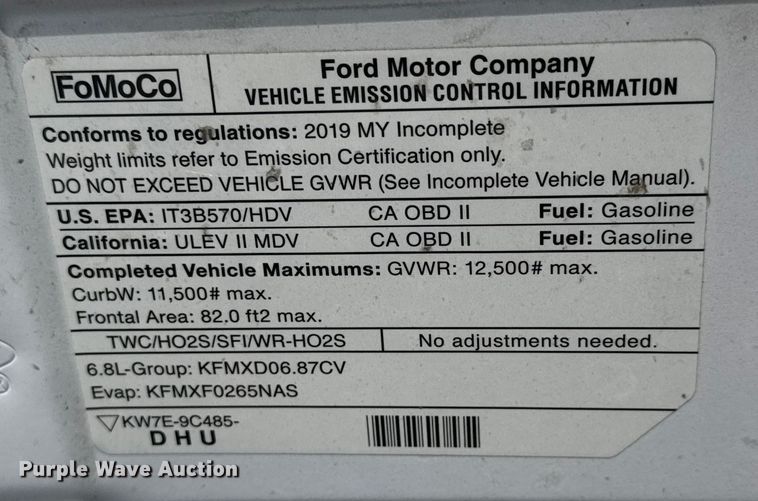 FoMoCo
Ford Motor Company
VEHICLE EMISSION CONTROL INFORMATION
Conforms to regulations: 2019 MY Incomplete
Weight limits refer to Emission Certification only.
DO NOT EXCEED VEHICLE GVWR (See Incomplete Vehicle Manual).
U.S. EPA: IT3B570/HDV CA OBD II Fuel: Gasoline
California: ULEV II MDV CA OBD II Fuel: Gasoline
Completed Vehicle Maximums: GVWR: 12,500# max.
CurbW: 11,500# max.
Frontal Area: 82.0 ft2 max.
TWC/HO2S/SFI/WR-HO2S No adjustments needed.
6.8L-Group: KFMXD06.87CV
Evap: KFMXF0265NAS
KW7E-9C485-
DHU
Purple Wave Auction